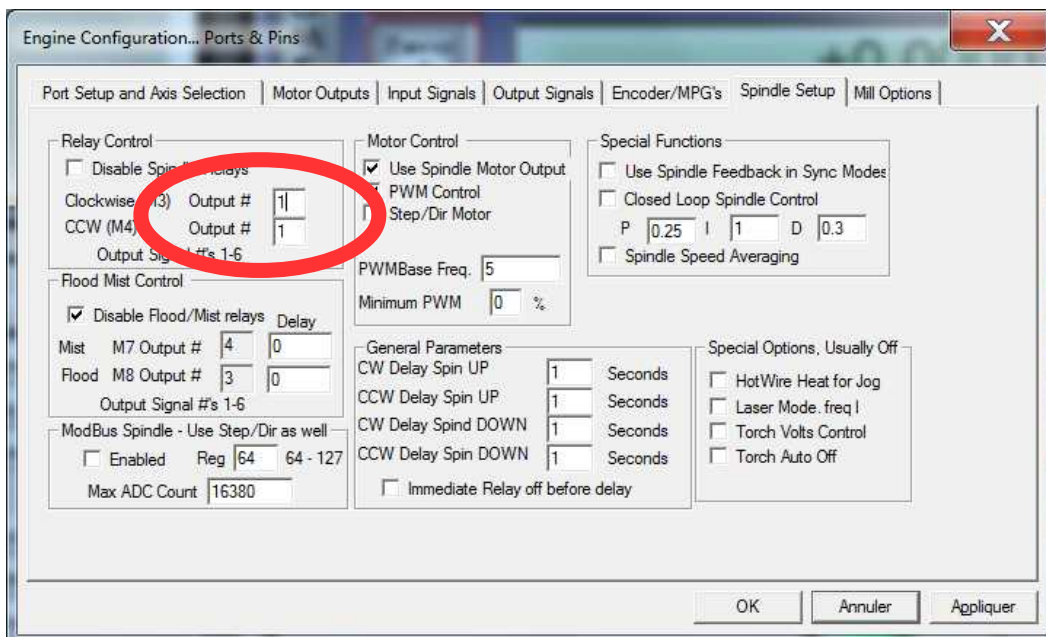 Engine Configuration... Ports & Pins
X
Port Setup and Axis Selection Motor Outputs Input Signals Output Signals Encoder/MPG's Spindle Setup Mill Options
Relay Control
Disable Relays
Clockwise Output # 1
CCW (M4) Output # 1
Output #'s 1-6
Flood Mist Control
Disable Flood/Mist relays Delay
Mist M7 Output # 4 0
Flood M8 Output # 3 0
Output Signal #'s 1-6
ModBus Spindle - Use Step/Dir as well
Enabled Reg 64 64 - 127
Max ADC Count 16380
Motor Control
Use Spindle Motor Output
PWM Control
Step/Dir Motor
PWMBase Freq. 5
Minimum PWM 0 %
General Parameters
CW Delay Spin UP 1 Seconds
CCW Delay Spin UP 1 Seconds
CW Delay Spind DOWN 1 Seconds
CCW Delay Spin DOWN 1 Seconds
Immediate Relay off before delay
Special Functions
Use Spindle Feedback in Sync Modes
Closed Loop Spindle Control
P 0.25 I 1 D 0.3
Spindle Speed Averaging
Special Options, Usually Off
HotWire Heat for Jog
Laser Mode. freq I
Torch Volts Control
Torch Auto Off
OK Annuler Appliquer